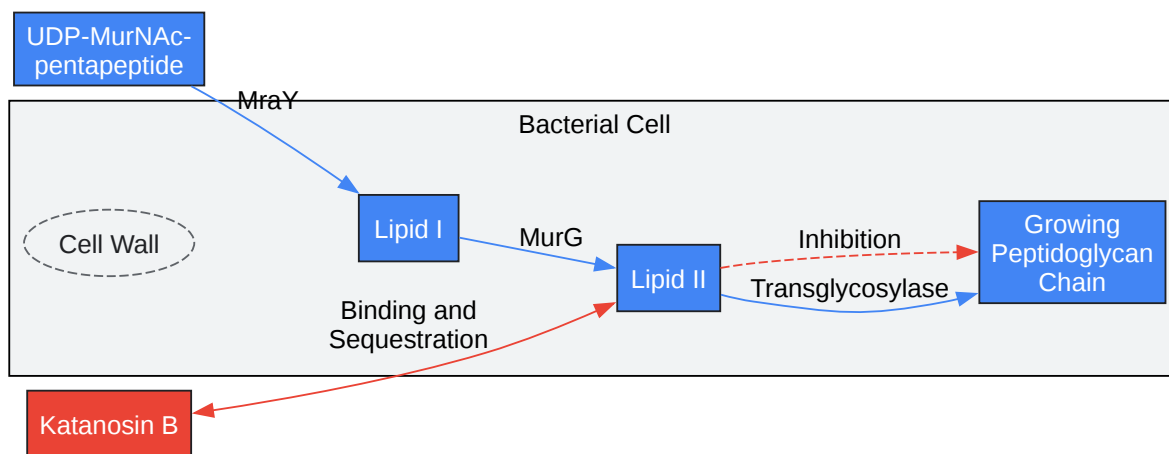 UDP-MurNAc-
pentapeptide
MraY
Bacterial Cell
Cell Wall
Lipid I
MurG
Lipid II
Inhibition
Transglycosylase
Growing
Peptidoglycan
Chain
Binding and
Sequestration
Katanosin B